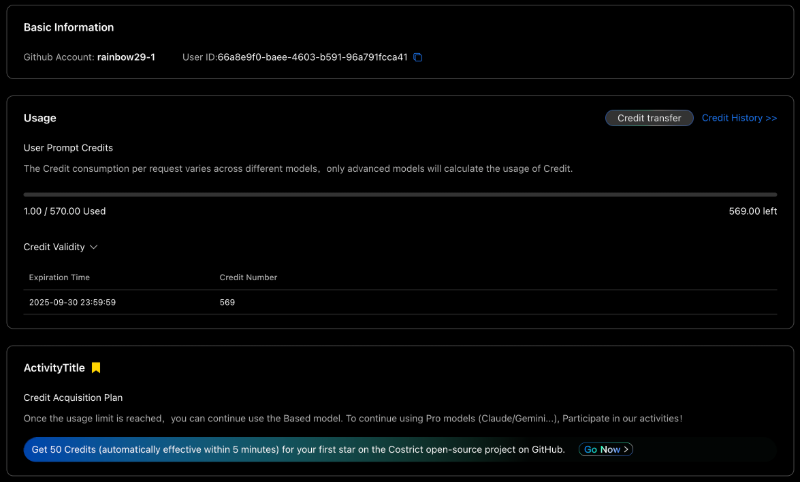 Basic Information
Github Account: rainbow29-1 User ID:66a8e9f0-baee-4603-b591-96a791fcca41
Usage Credit transfer Credit History >>
User Prompt Credits
The Credit consumption per request varies across different models，only advanced models will calculate the usage of Credit.
1.00 / 570.00 Used 569.00 left
Credit Validity
Expiration Time Credit Number
2025-09-30 23:59:59 569
ActivityTitle
Credit Acquisition Plan
Once the usage limit is reached，you can continue use the Based model. To continue using Pro models (Claude/Gemini...), Participate in our activities！
Get 50 Credits (automatically effective within 5 minutes) for your first star on the Costrict open-source project on GitHub. Go Now >